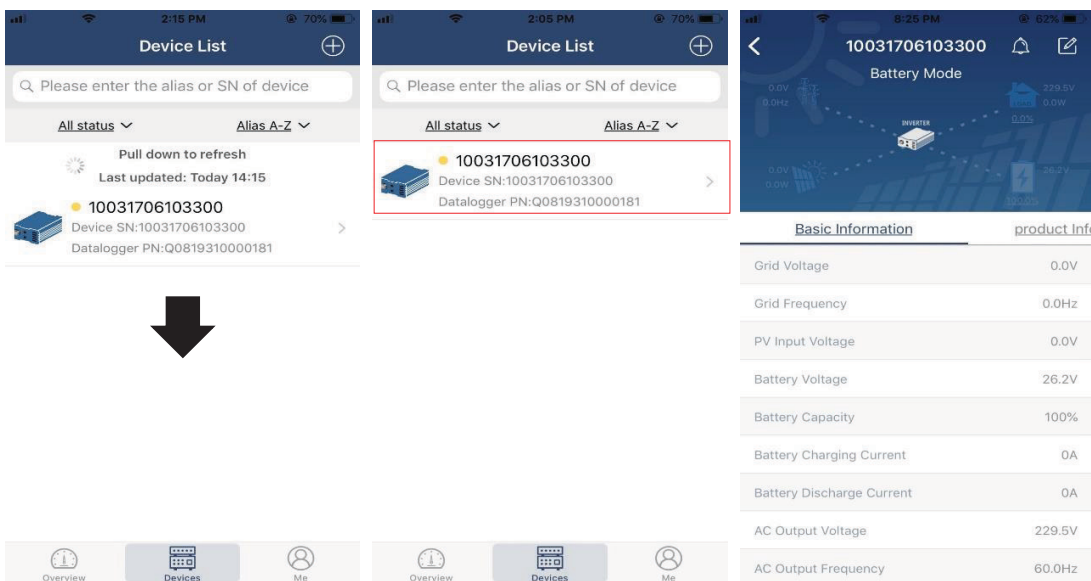 2:15 PM
70%
Device List
Please enter the alias or SN of device
All status
Alias A-Z
Pull down to refresh
Last updated: Today 14:15
10031706103300
Device SN:10031706103300
Datalogger PN:Q0819310000181
Overview
Devices
Me
2:05 PM
70%
Device List
Please enter the alias or SN of device
All status
Alias A-Z
10031706103300
Device SN:10031706103300
Datalogger PN:Q0819310000181
Overview
Devices
Me
8:25 PM
62%
10031706103300
Battery Mode
0.0V
0.0Hz
229.5V
0.0W
0.0%
INVERTER
0.0V
0.0W
26.2V
100.0%
Basic Information
product Inf
Grid Voltage 0.0V
Grid Frequency 0.0Hz
PV Input Voltage 0.0V
Battery Voltage 26.2V
Battery Capacity 100%
Battery Charging Current 0A
Battery Discharge Current 0A
AC Output Voltage 229.5V
AC Output Frequency 60.0Hz